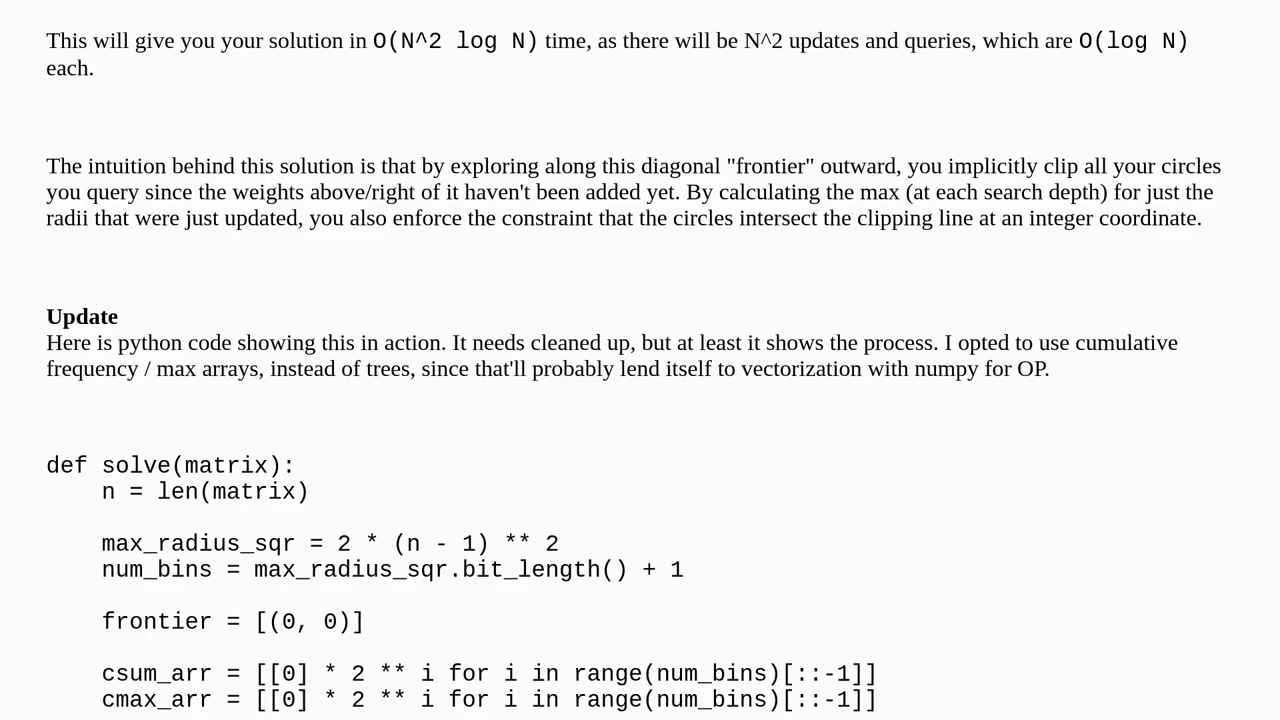 This will give you your solution in O(N^2 log N) time, as there will be N^2 updates and queries, which are O(log N)
each.
The intuition behind this solution is that by exploring along this diagonal "frontier" outward, you implicitly clip all your circles
you query since the weights above/right of it haven't been added yet. By calculating the max (at each search depth) for just the
radii that were just updated, you also enforce the constraint that the circles intersect the clipping line at an integer coordinate.
Update
Here is python code showing this in action. It needs cleaned up, but at least it shows the process. I opted to use cumulative
frequency / max arrays, instead of trees, since that'll probably lend itself to vectorization with numpy for OP.
def solve(matrix):
    n = len(matrix)
    max_radius_sqr = 2 * (n - 1) ** 2
    num_bins = max_radius_sqr.bit_length() + 1
    frontier = [(0, 0)]
    csum_arr = [[0] * 2 ** i for i in range(num_bins)[::-1]]
    cmax_arr = [[0] * 2 ** i for i in range(num_bins)[::-1]]